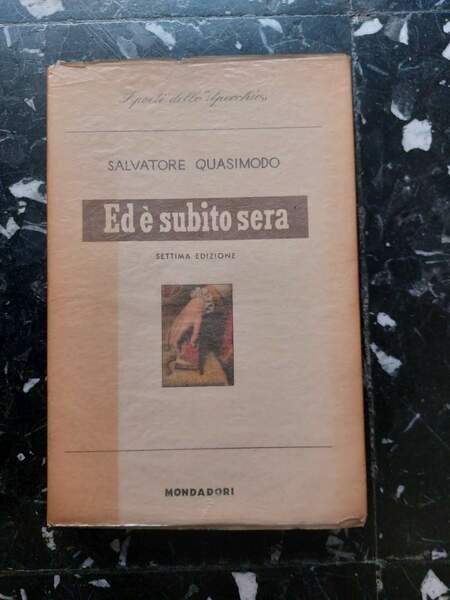 I poeti dello "Specchio"
SALVATORE QUASIMODO
Ed è subito sera
SETTIMA EDIZIONE
MONDADORI